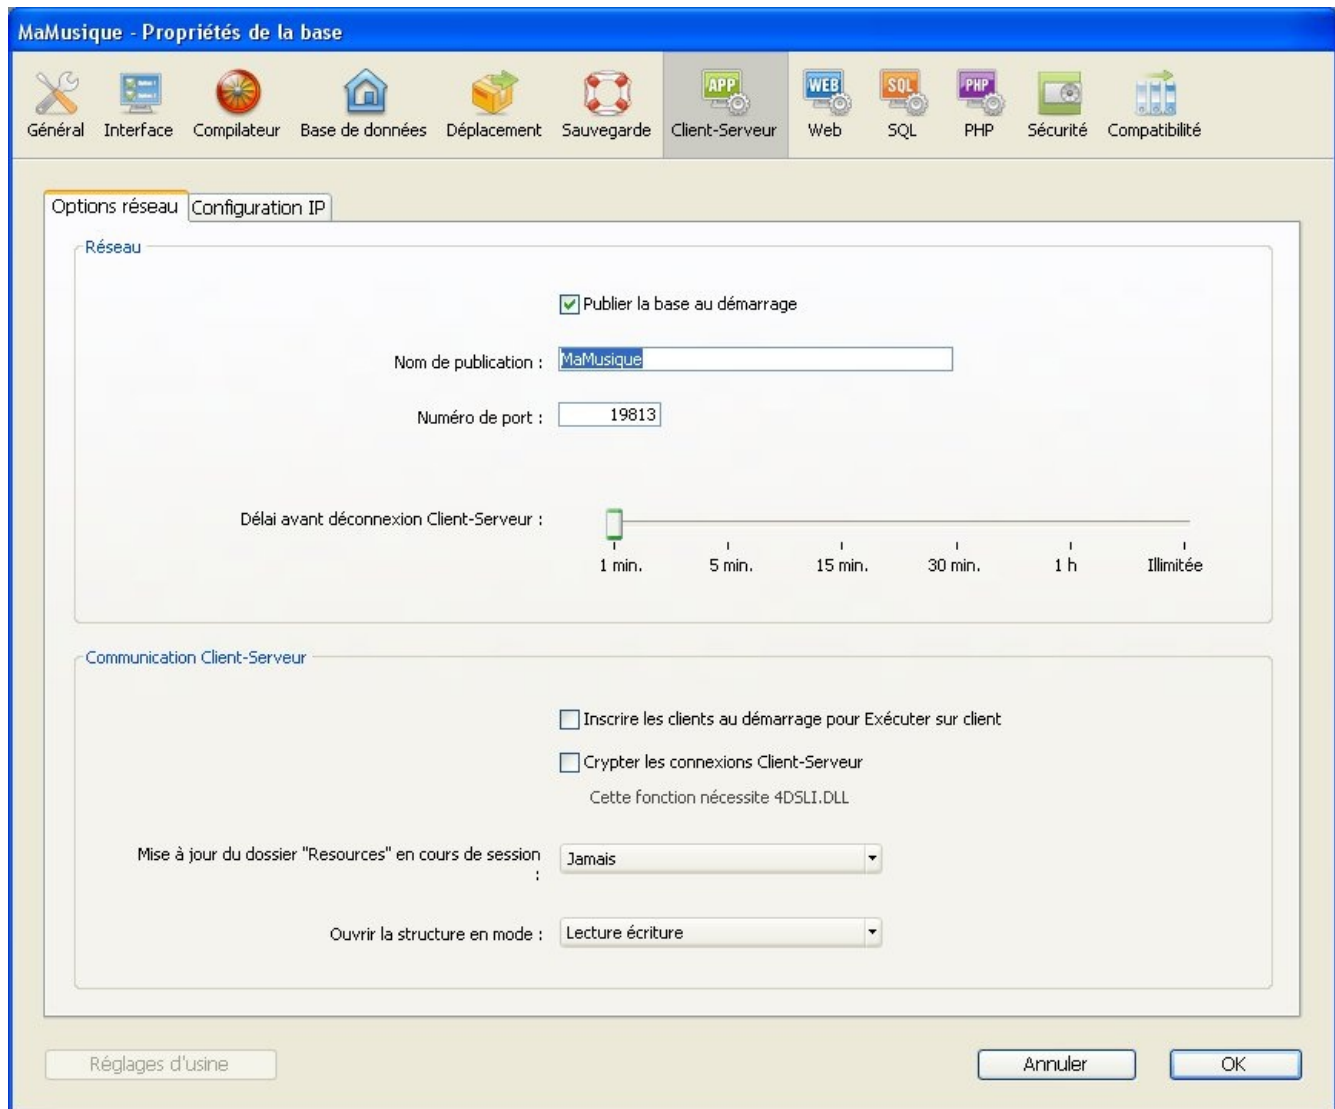 MaMusique - Propriétés de la base
APP WEB SQL PHP
Général Interface Compilateur Base de données Déplacement Sauvegarde Client-Serveur Web SQL PHP Sécurité Compatibilité
Options réseau Configuration IP
Réseau
Publier la base au démarrage
Nom de publication : MaMusique
Numéro de port : 19813
Délai avant déconnexion Client-Serveur :
1 min. 5 min. 15 min. 30 min. 1 h Illimitée
Communication Client-Serveur
Inscrire les clients au démarrage pour Exécuter sur client
Crypter les connexions Client-Serveur
Cette fonction nécessite 4DSLI.DLL
Mise à jour du dossier "Resources" en cours de session Jamais
:
Ouvrir la structure en mode : Lecture écriture
Réglages d'usine Annuler OK